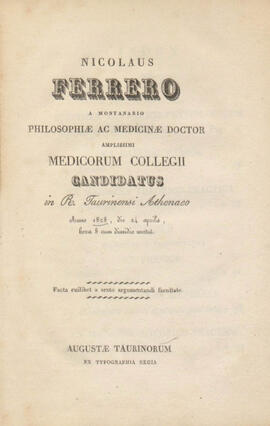 NICOLAUS
FERRERO
A MONTANARIO
PHILOSOPHIÆ AC MEDICINÆ DOCTOR
AMPLISSIMI
MEDICORUM COLLEGII
CANDIDATUS
in R. Taurinensi Athenaeo
Anno 1828, die 24 aprilis,
hora 8 cum dimidio
Facta cuilibet a sexto argumentandi facultate.
AUGUSTÆ TAURINORUM
EX TYPOGRAPHIA REGIA